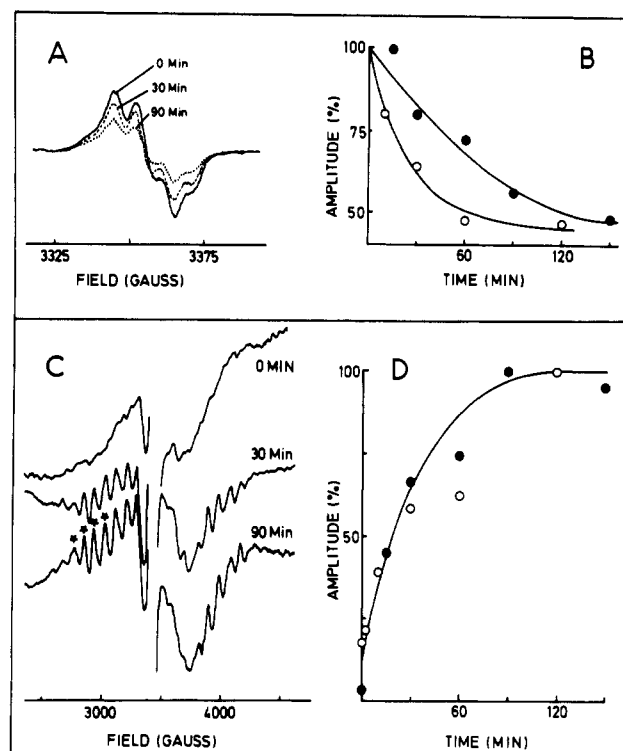 A
0 Min
30 Min
90 Min
3325
3375
FIELD (GAUSS)
B
100
75
50
AMPLITUDE (%)
60
120
TIME (MIN)
C
0 MIN
30 Min
90 Min
3000
4000
FIELD (GAUSS)
D
100
50
AMPLITUDE (%)
60
120
TIME (MIN)